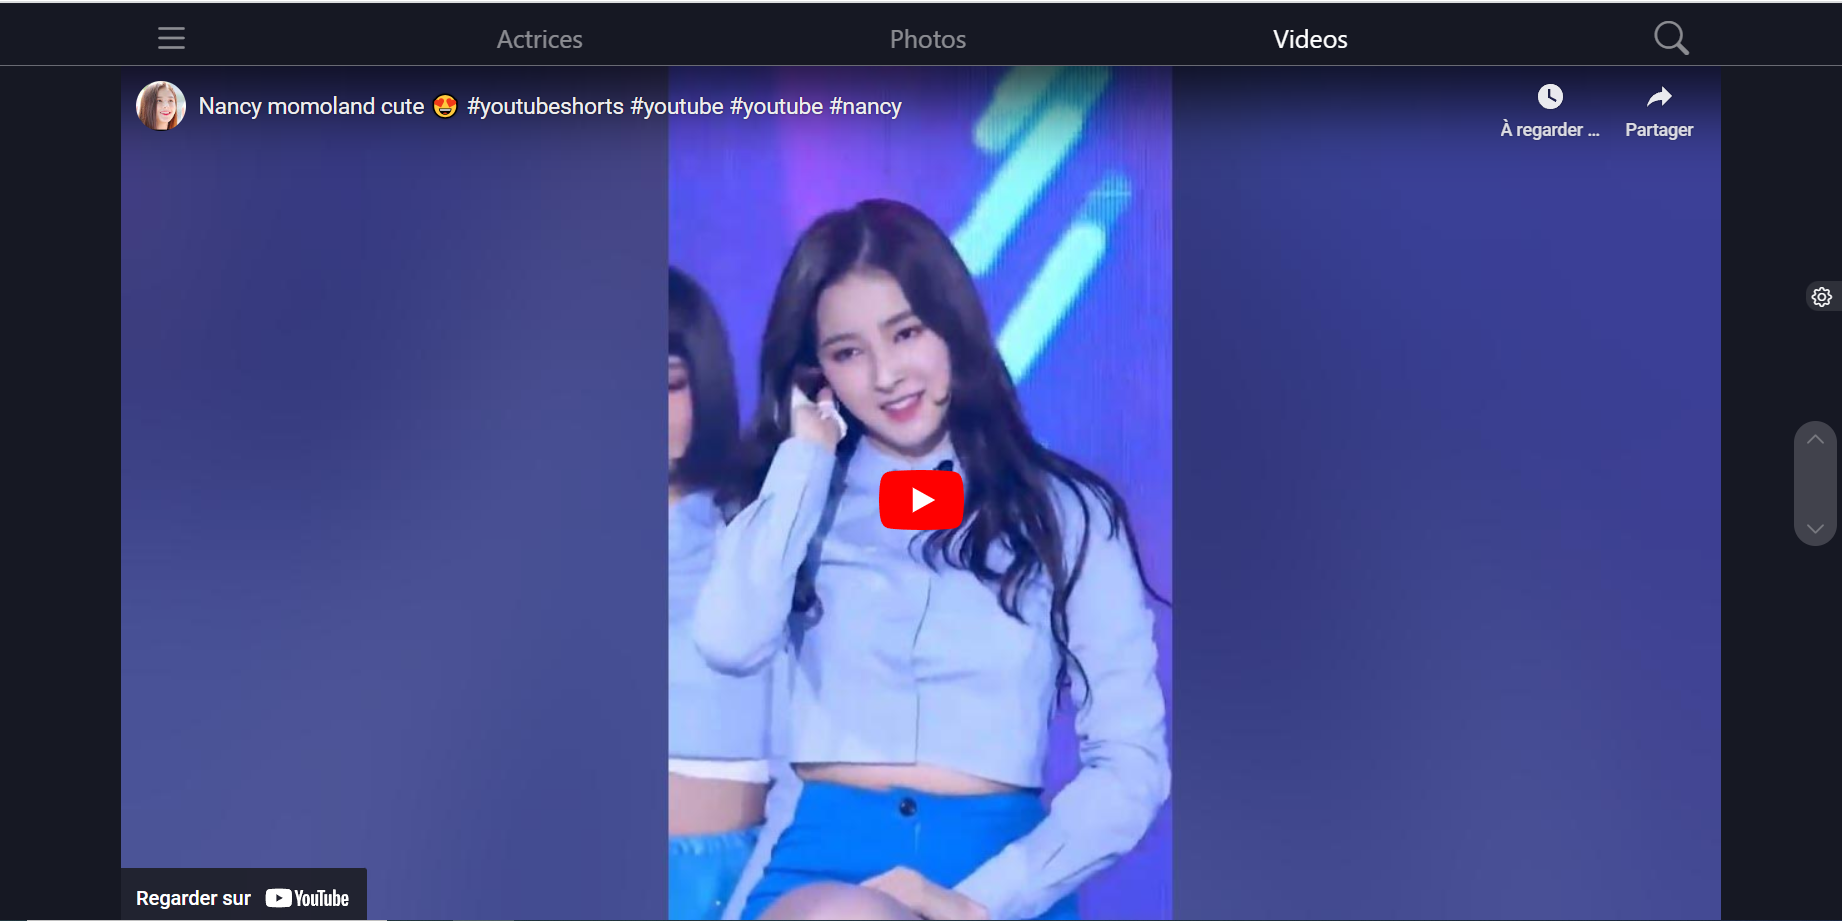 Actrices
Photos
Videos
Nancy momoland cute 😍 #youtubeshorts #youtube #youtube #nancy
À regarder ...
Partager
Regarder sur YouTube